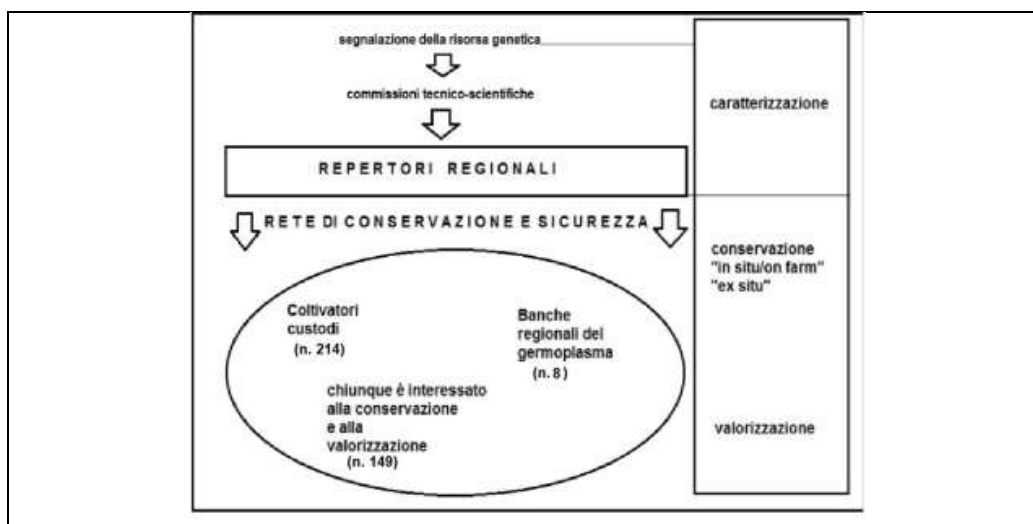 segnalazione della risorsa genetica
commissioni tecnico-scientifiche
REPERTORI REGIONALI
RETE DI CONSERVAZIONE E SICUREZZA
Coltivatori
custodi
(n. 214)
Banche
regionali del
germoplasma
(n. 8)
chiunque è interessato
alla conservazione
e alla
valorizzazione
(n. 149)
caratterizzazione
conservazione
"in situ/on farm"
"ex situ"
valorizzazione